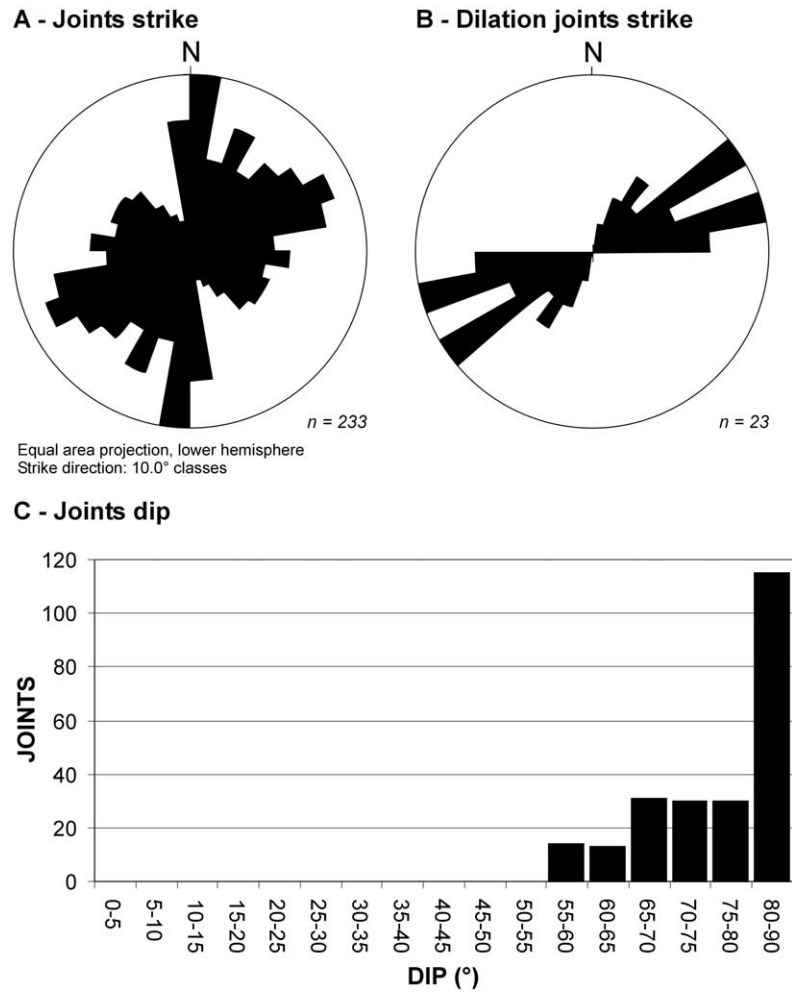 A - Joints strike
B - Dilation joints strike
N
N
n = 233
n = 23
Equal area projection, lower hemisphere
Strike direction: 10.0° classes
C - Joints dip
120
100
80
60
40
20
0
JOINTS
0-5
5-10
10-15
15-20
20-25
25-30
30-35
35-40
40-45
45-50
50-55
55-60
60-65
65-70
70-75
75-80
80-90
DIP (°)